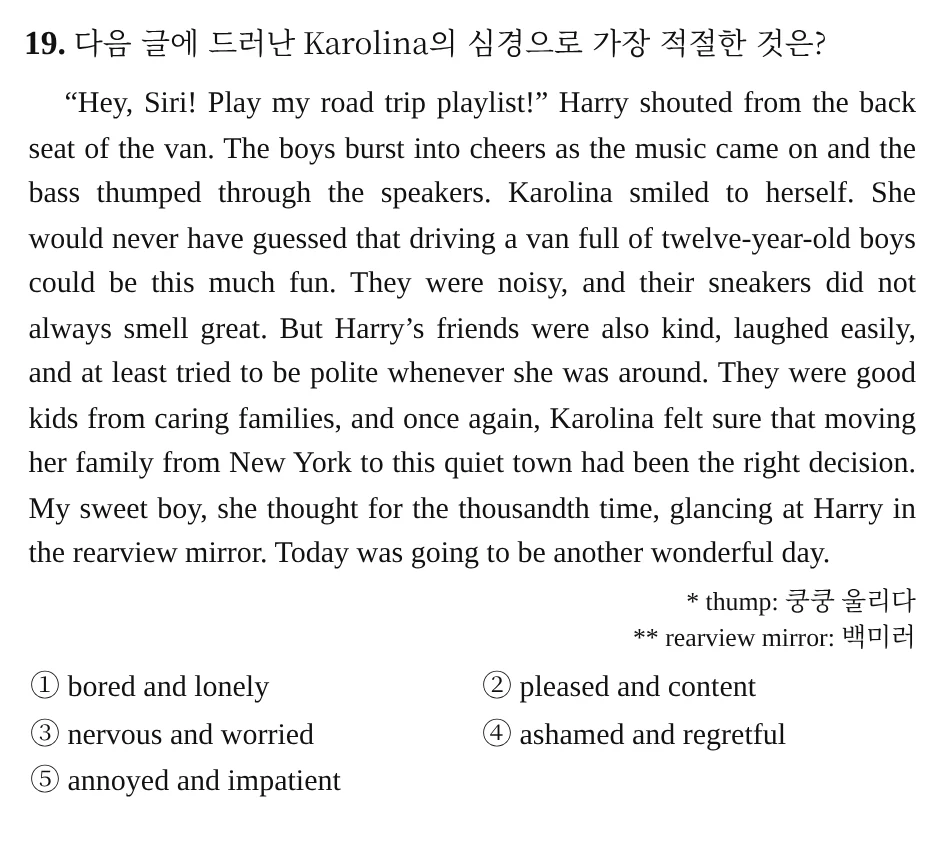 19. 다음 글에 드러난 Karolina의 심경으로 가장 적절한 것은?
“Hey, Siri! Play my road trip playlist!” Harry shouted from the back
seat of the van. The boys burst into cheers as the music came on and the
bass thumped through the speakers. Karolina smiled to herself. She
would never have guessed that driving a van full of twelve-year-old boys
could be this much fun. They were noisy, and their sneakers did not
always smell great. But Harry’s friends were also kind, laughed easily,
and at least tried to be polite whenever she was around. They were good
kids from caring families, and once again, Karolina felt sure that moving
her family from New York to this quiet town had been the right decision.
My sweet boy, she thought for the thousandth time, glancing at Harry in
the rearview mirror. Today was going to be another wonderful day.
* thump: 쿵쿵 울리다
** rearview mirror: 백미러
① bored and lonely ② pleased and content
③ nervous and worried ④ ashamed and regretful
⑤ annoyed and impatient